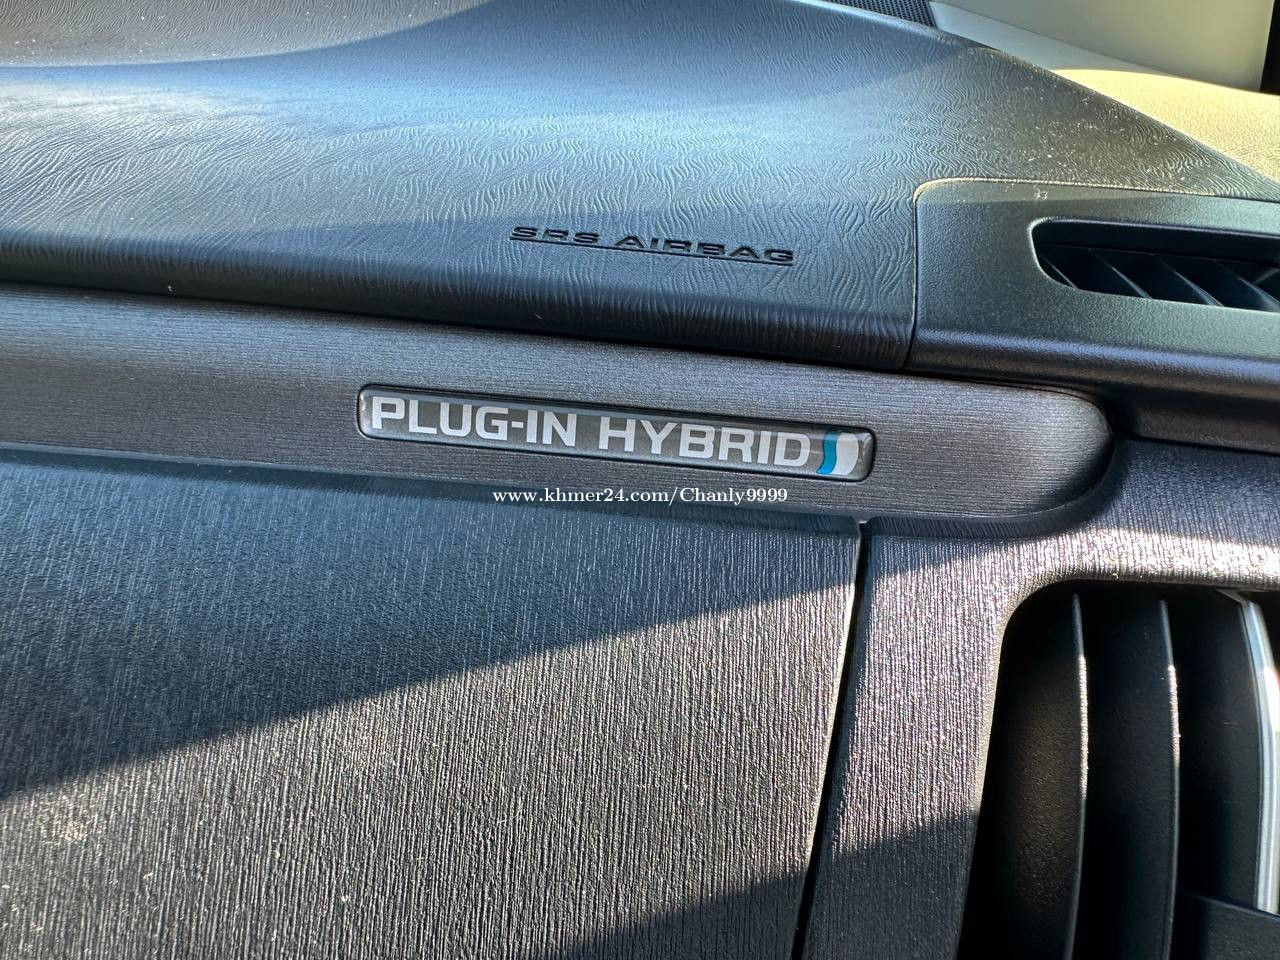 SRS AIRBAG
PLUG-IN HYBRID
www.khmer24.com/Chanly9999